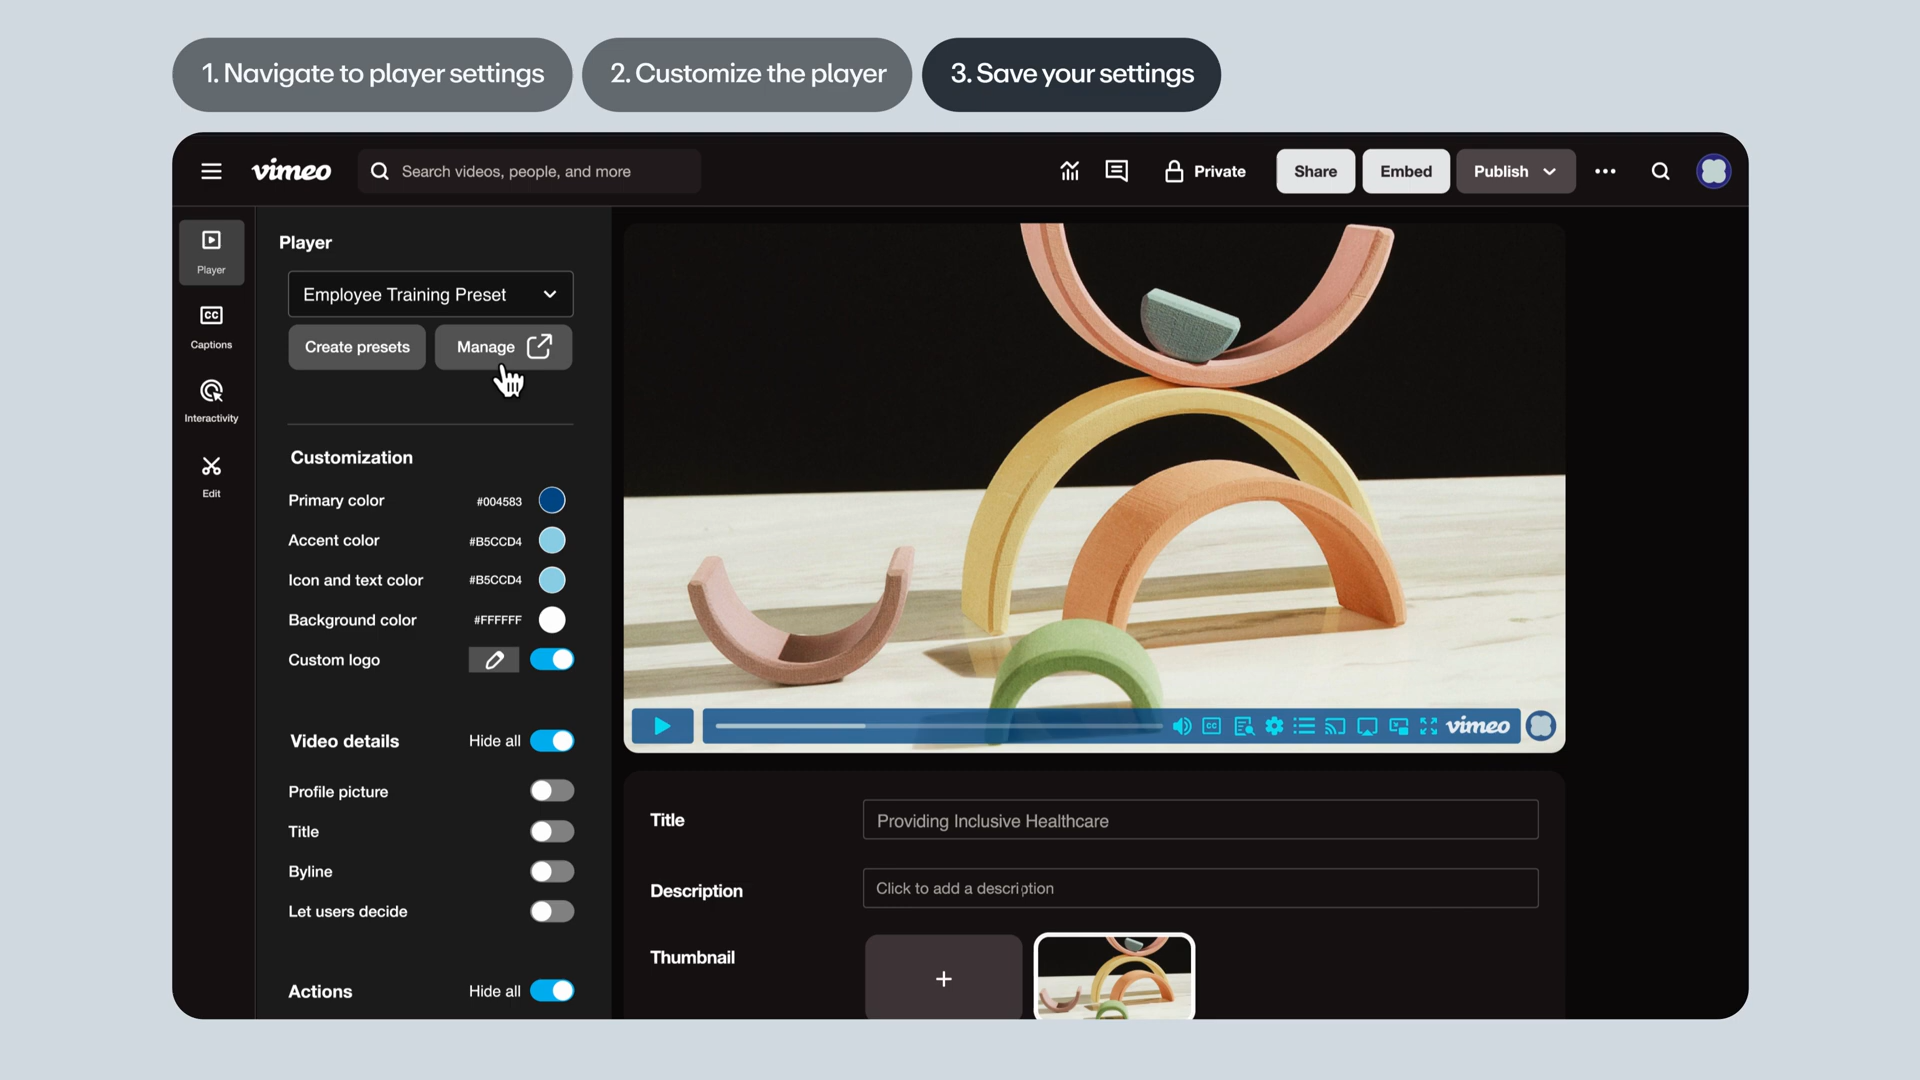 1. Navigate to player settings
2. Customize the player
3. Save your settings
vimeo
Search videos, people, and more
Private
Share
Embed
Publish
Player
Captions
Interactivity
Edit
Player
Employee Training Preset
Create presets
Manage
Customization
Primary color #004583
Accent color #B5CCD4
Icon and text color #B5CCD4
Background color #FFFFFF
Custom logo
Video details Hide all
Profile picture
Title
Byline
Let users decide
Actions Hide all
CC
CC
vimeo
Title Providing Inclusive Healthcare
Description Click to add a description
Thumbnail
+